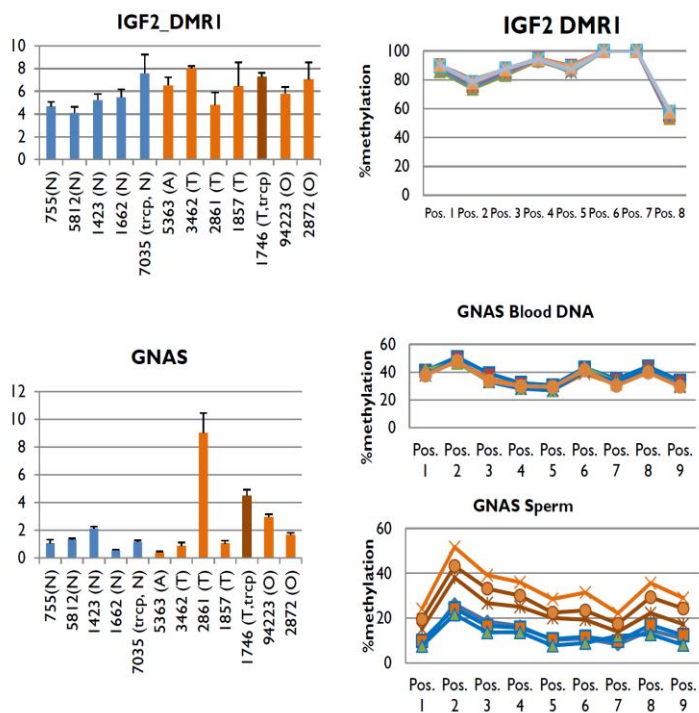 IGF2_DMR1
10
8
6
4
2
0
755(N)
5812(N)
1423 (N)
1662 (N)
7035 (trcp, N)
5363 (A)
3462 (T)
2861 (T)
1857 (T)
1746 (T,trcp)
94223 (O)
2872 (O)
IGF2 DMR1
%methylation
100
80
60
40
20
0
Pos. 1 Pos. 2 Pos. 3 Pos. 4 Pos. 5 Pos. 6 Pos. 7 Pos. 8
GNAS
12
10
8
6
4
2
0
755(N)
5812(N)
1423 (N)
1662 (N)
7035 (trcp, N)
5363 (A)
3462 (T)
2861 (T)
1857 (T)
1746 (T,trcp)
94223 (O)
2872 (O)
GNAS Blood DNA
%methylation
60
40
20
0
Pos. Pos. Pos. Pos. Pos. Pos. Pos. Pos. Pos.
1 2 3 4 5 6 7 8 9
GNAS Sperm
%methylation
60
40
20
0
Pos. Pos. Pos. Pos. Pos. Pos. Pos. Pos. Pos.
1 2 3 4 5 6 7 8 9